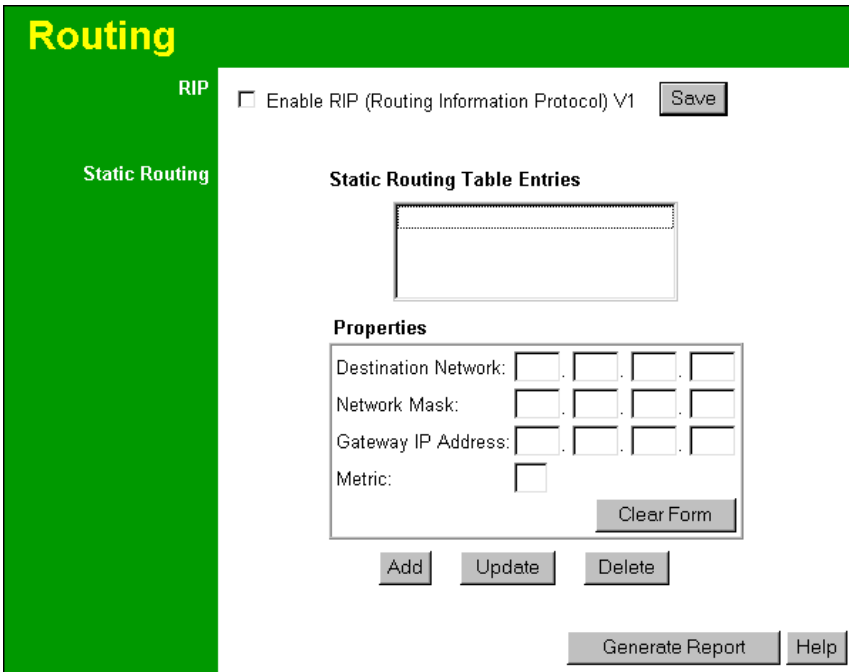 Routing
RIP
Enable RIP (Routing Information Protocol) V1 Save
Static Routing
Static Routing Table Entries
Properties
Destination Network: . . .
Network Mask: . . .
Gateway IP Address: . . .
Metric:
Clear Form
Add Update Delete
Generate Report Help